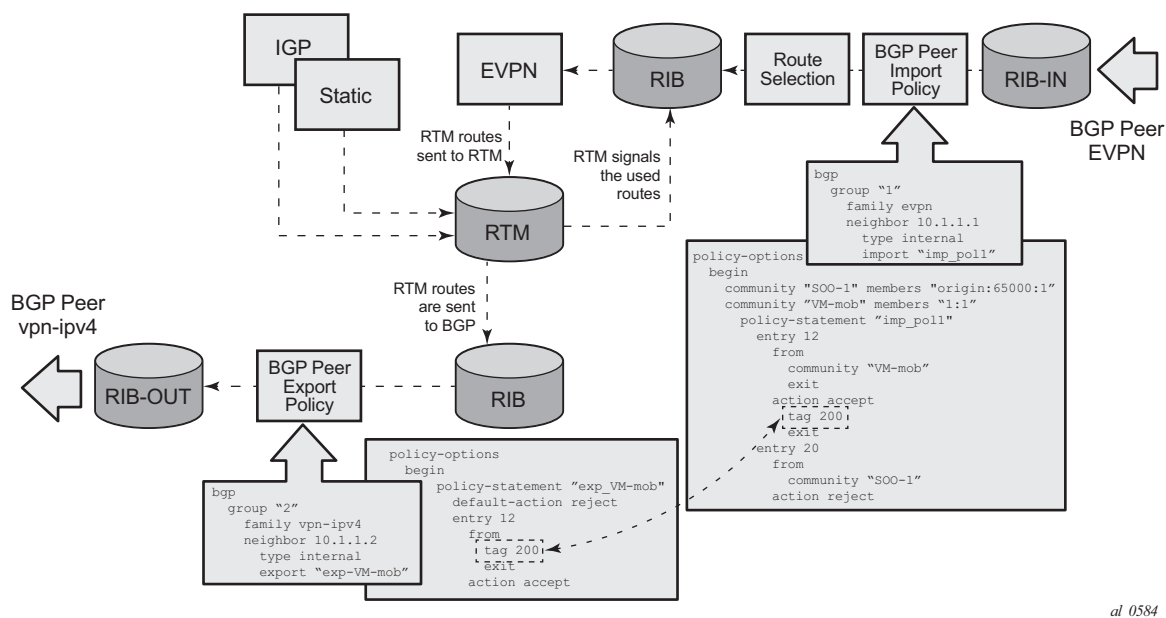 IGP
Static
EVPN
RIB
Route
Selection
BGP Peer
Import
Policy
RIB-IN
BGP Peer
EVPN
RTM routes
sent to RTM
RTM signals
the used
routes
RTM
RTM routes
are sent
to BGP
BGP Peer
vpn-ipv4
RIB-OUT
BGP Peer
Export
Policy
RIB
bgp
group “1”
family evpn
neighbor 10.1.1.1
type internal
import “imp_pol1”
policy-options
begin
community "SOO-1" members "origin:65000:1”
community ”VM-mob” members “1:1”
policy-statement ”imp_pol1"
entry 12
from
community “VM-mob”
exit
action accept
tag 200
exit
entry 20
from
community “SOO-1”
action reject
bgp
group “2”
family vpn-ipv4
neighbor 10.1.1.2
type internal
export “exp-VM-mob”
policy-options
begin
policy-statement ”exp_VM-mob"
default-action reject
entry 12
from
tag 200
exit
action accept
al_0584